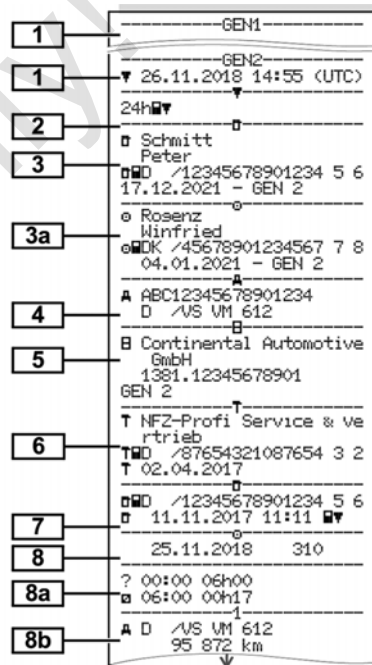 GEN1
1
GEN2
1
▼ 26.11.2018 14:55 (UTC)
24h▼
2
Schmitt
Peter
3
D /12345678901234 5 6
17.12.2021 - GEN 2
Rogenz
3a
Winfried
DK /45678901234567 7 8
04.01.2021 - GEN 2
A
A ABC12345678901234
4
D /VS VM 612
B
B Continental Automotive
5
GmbH
1381.12345678901
GEN 2
T
T NFZ-Profi Service & Ve
rtrieb
6
TD /87654321087654 3 2
T 02.04.2017
D /12345678901234 5 6
7
11.11.2017 11:11 ▼
8
25.11.2018 310
? 00:00 06h00
8a
06:00 00h17
1
A D /VS VM 612
8b
95 872 km